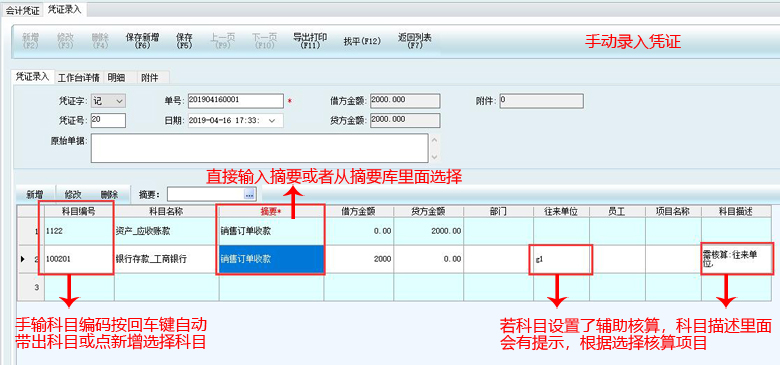 会计凭证 凭证录入
新增 修改 删除 保存新增 保存 上一页 下一页 导出打印 找平(F12) 返回列表
(F2) (F3) (F4) (F6) (F5) (F9) (F10) (F11) (F7)
手动录入凭证
凭证录入 工作台详情 明细 附件
凭证字: 记 单号: 201904160001 * 借方金额: 2000.000 附件: 0
凭证号: 20 日期: 2019-04-16 17:33: 贷方金额: 2000.000
原始单据:
直接输入摘要或者从摘要库里面选择
新增 修改 删除 摘要: ...
科目编号 科目名称 摘要* 借方金额 贷方金额 部门 往来单位 员工 项目名称 科目描述
1 1122 资产_应收账款 销售订单收款 0.00 2000.00
2 100201 银行存款_工商银行 销售订单收款 2000 0.00 g1 需核算:往来单
位,
3
手输科目编码按回车键自动
带出科目或点新增选择科目
若科目设置了辅助核算，科目描述里面
会有提示，根据选择核算项目